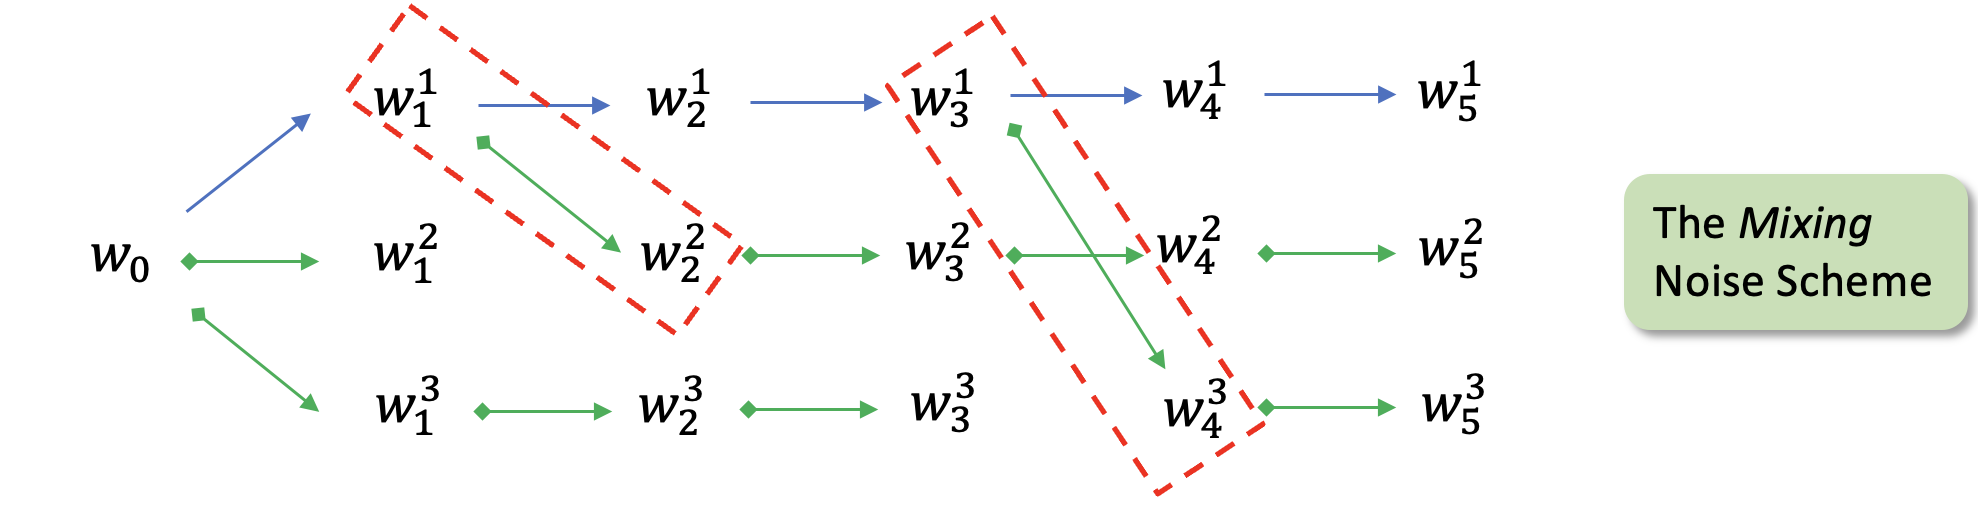 w_1^1 w_2^1 w_3^1 w_4^1 w_5^1
w_0 w_1^2 w_2^2 w_3^2 w_4^2 w_5^2
w_1^3 w_2^3 w_3^3 w_4^3 w_5^3
The Mixing
Noise Scheme